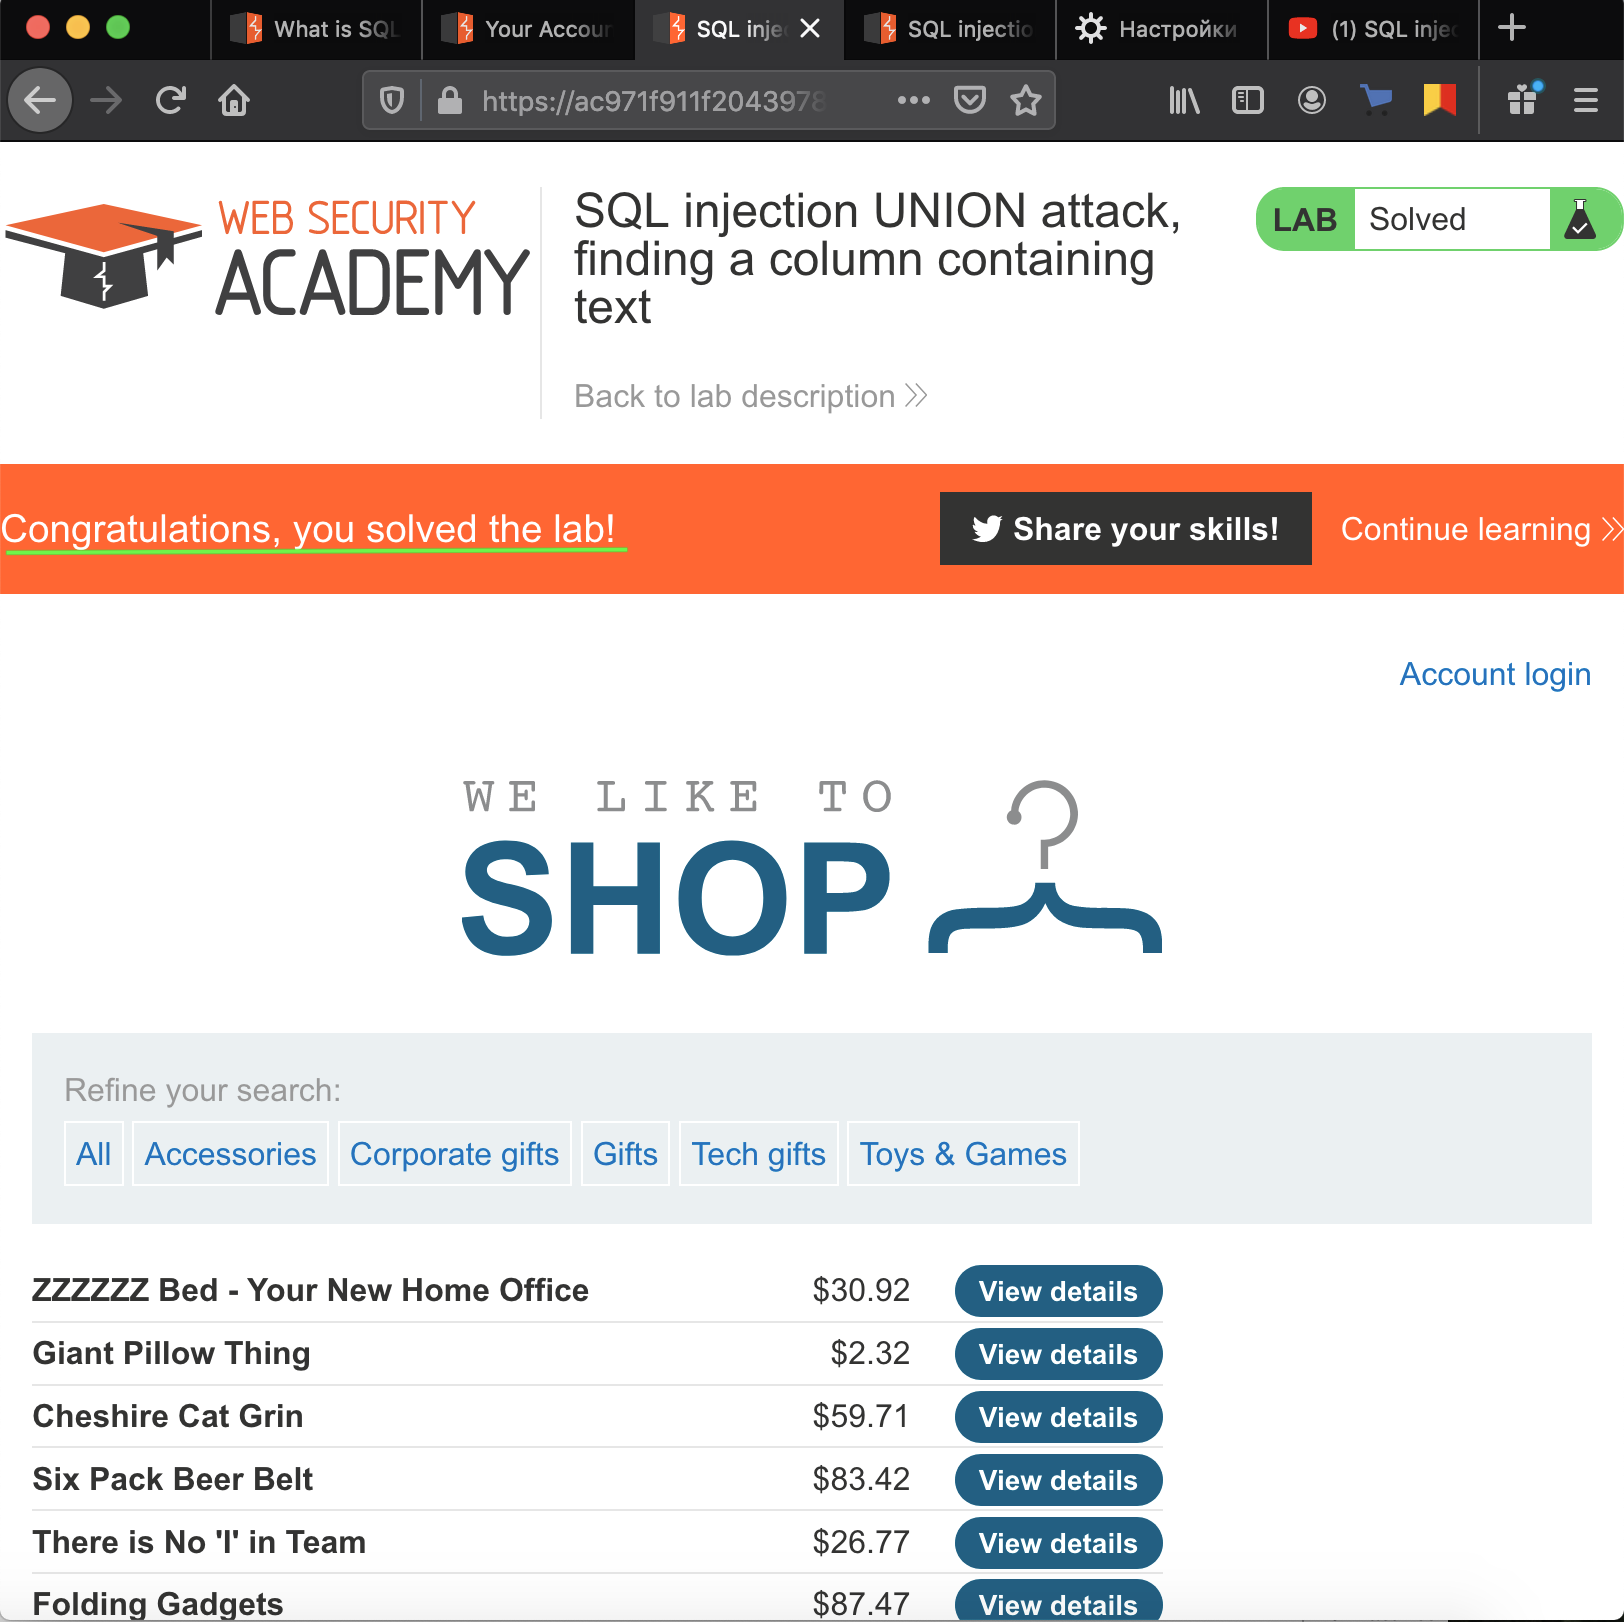 What is SQL
Your Accour
SQL injec
SQL injectio
Настройки
(1) SQL injec
https://ac971f911f2043978
WEB SECURITY
ACADEMY
SQL injection UNION attack,
finding a column containing
text
Back to lab description
LAB Solved
Congratulations, you solved the lab!
Share your skills!
Continue learning
Account login
WE LIKE TO
SHOP
Refine your search:
All
Accessories
Corporate gifts
Gifts
Tech gifts
Toys & Games
ZZZZZZ Bed - Your New Home Office $30.92 View details
Giant Pillow Thing $2.32 View details
Cheshire Cat Grin $59.71 View details
Six Pack Beer Belt $83.42 View details
There is No 'I' in Team $26.77 View details
Folding Gadgets $87.47 View details